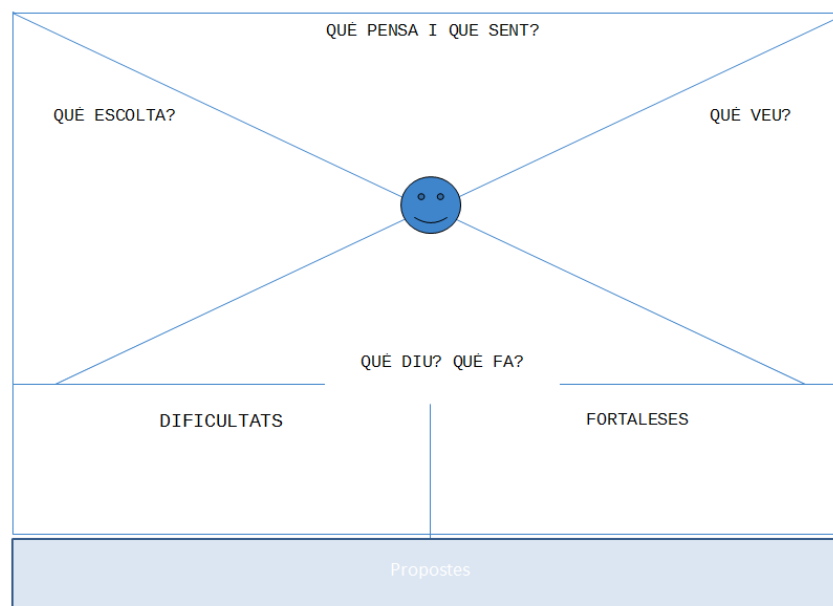 QUÈ PENSA I QUE SENT?
QUÈ ESCOLTA?
QUÈ VEU?
QUÈ DIU? QUÈ FA?
DIFICULTATS
FORTALESES
Propostes